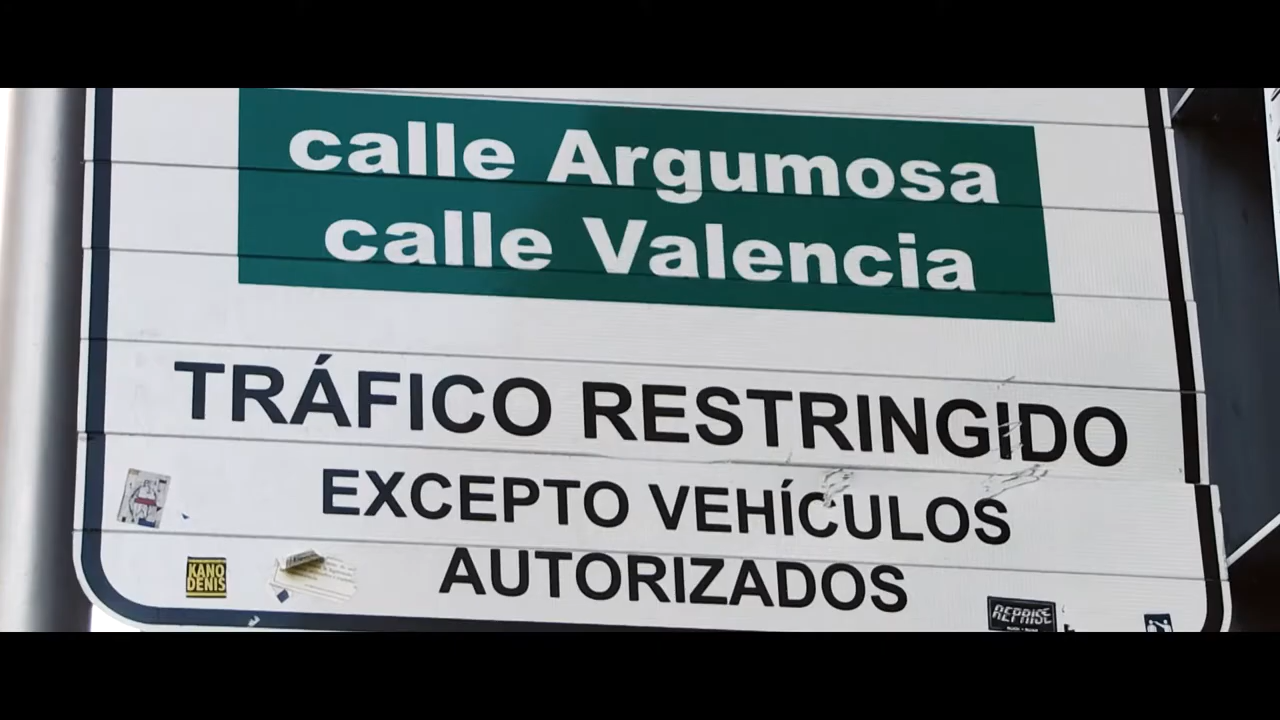 calle Argumosa
calle Valencia
TRÁFICO RESTRINGIDO
EXCEPTO VEHÍCULOS
AUTORIZADOS
KANO
DENIS
REPRISE